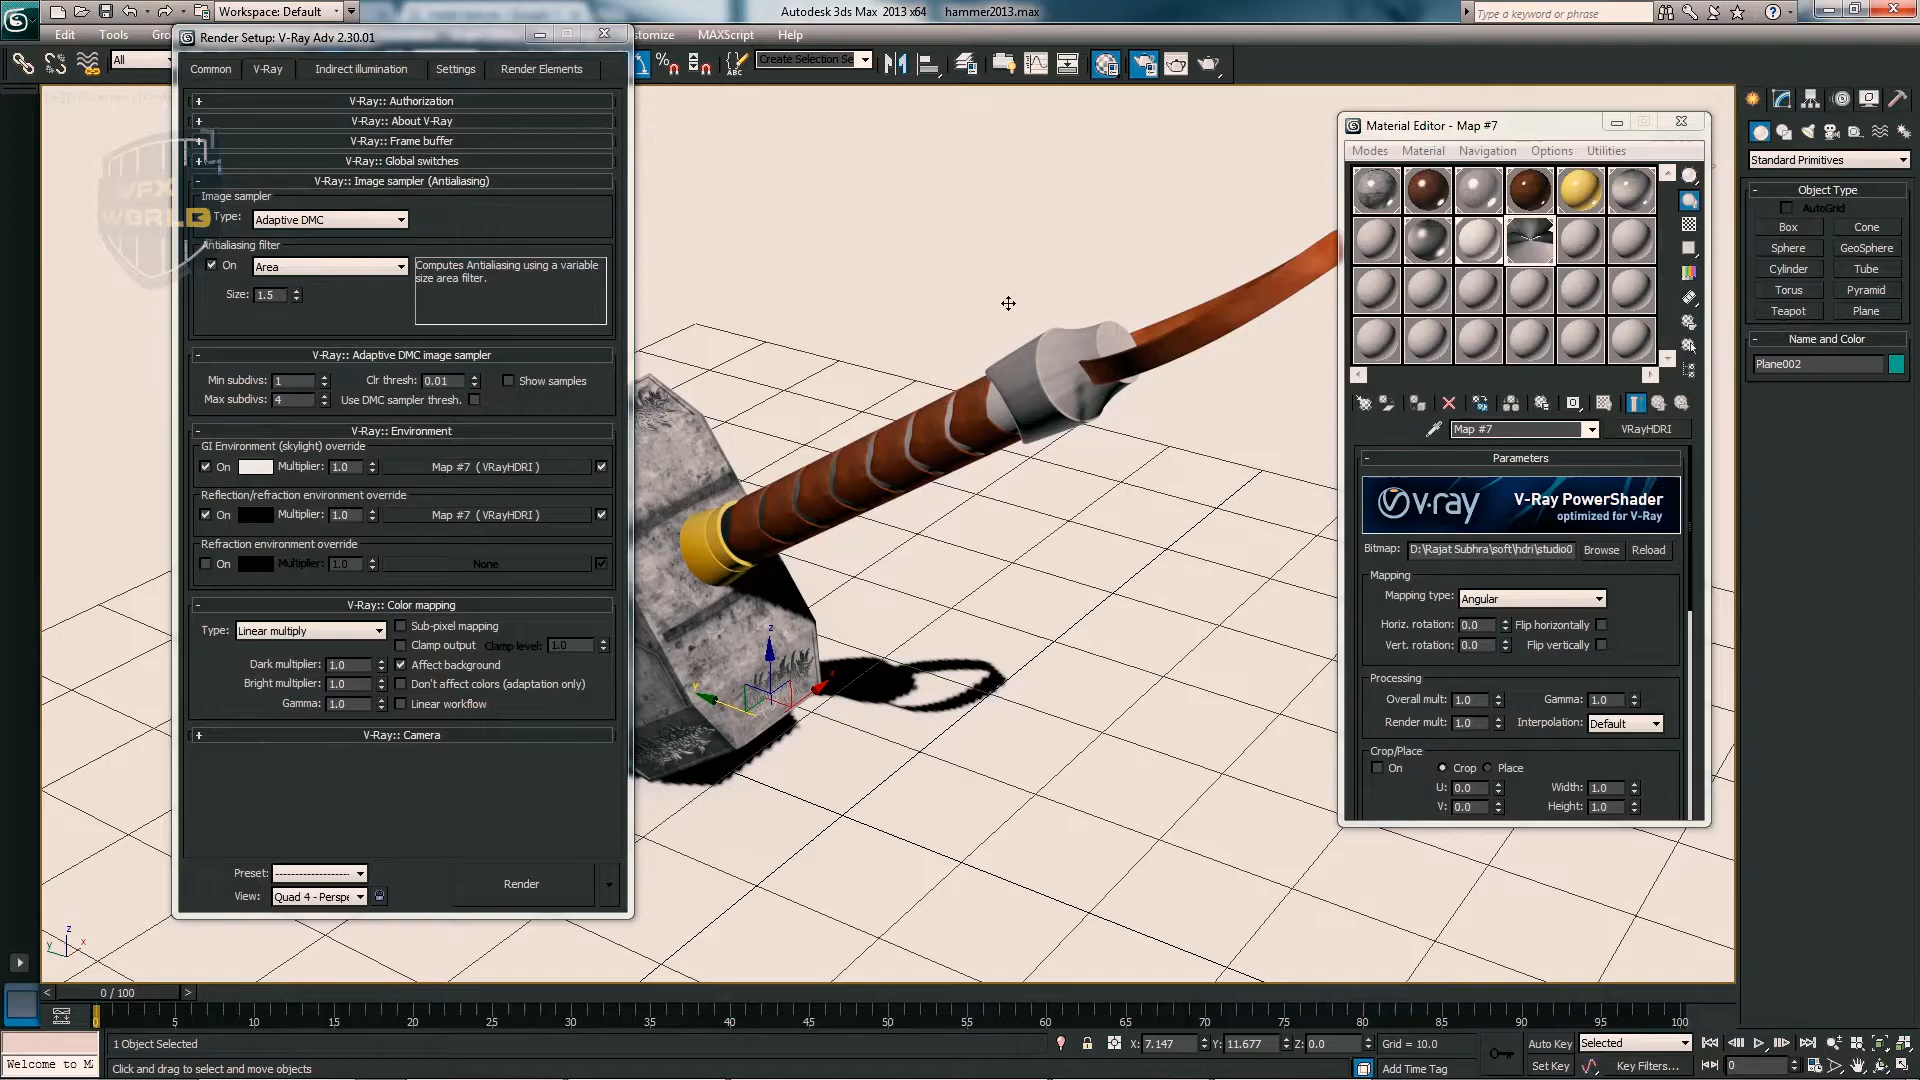 Workspace: Default
Autodesk 3ds Max 2013 x64 hammer2013.max
Type a keyword or phrase
Edit Tools Gro
stomize MAXScript Help
All
Create Selection Se
Render Setup: V-Ray Adv 2.30.01
Common V-Ray Indirect illumination Settings Render Elements
+ V-Ray:: Authorization
+ V-Ray:: About V-Ray
+ V-Ray:: Frame buffer
+ V-Ray:: Global switches
- V-Ray:: Image sampler (Antialiasing)
Image sampler
Type: Adaptive DMC
Antialiasing filter
On Area
Size: 1.5
Computes Antialiasing using a variable
size area filter.
- V-Ray:: Adaptive DMC image sampler
Min subdivs: 1 Clr thresh: 0.01 Show samples
Max subdivs: 4 Use DMC sampler thresh.
- V-Ray:: Environment
GI Environment (skylight) override
On Multiplier: 1.0 Map #7 ( VRayHDRI )
Reflection/refraction environment override
On Multiplier: 1.0 Map #7 ( VRayHDRI )
Refraction environment override
On Multiplier: 1.0 None
- V-Ray:: Color mapping
Type: Linear multiply Sub-pixel mapping
Clamp output Clamp level: 1.0
Dark multiplier: 1.0 Affect background
Bright multiplier: 1.0 Don't affect colors (adaptation only)
Gamma: 1.0 Linear workflow
+ V-Ray:: Camera
Preset: --------------------
View: Quad 4 - Perspe
Render
VFX
WORLD
Material Editor - Map #7
Modes Material Navigation Options Utilities
Map #7 VRayHDRI
- Parameters
v·ray V-Ray PowerShader
optimized for V-Ray
Bitmap: D:\Rajat Subhra\soft\hdri\studio0 Browse Reload
Mapping
Mapping type: Angular
Horiz. rotation: 0.0 Flip horizontally
Vert. rotation: 0.0 Flip vertically
Processing
Overall mult: 1.0 Gamma: 1.0
Render mult: 1.0 Interpolation: Default
Crop/Place
On Crop Place
U: 0.0 Width: 1.0
V: 0.0 Height: 1.0
Standard Primitives
- Object Type
AutoGrid
Box Cone
Sphere GeoSphere
Cylinder Tube
Torus Pyramid
Teapot Plane
- Name and Color
Plane002
z
y x
z
y x
< 0 / 100 >
0 5 10 15 20 25 30 35 40 45 50 55 60 65 70 75 80 85 90 95 100
1 Object Selected X: 7.147 Y: 11.677 Z: 0.0 Grid = 10.0 Auto Key Selected
Welcome to M
Click and drag to select and move objects Add Time Tag Set Key Key Filters... 0